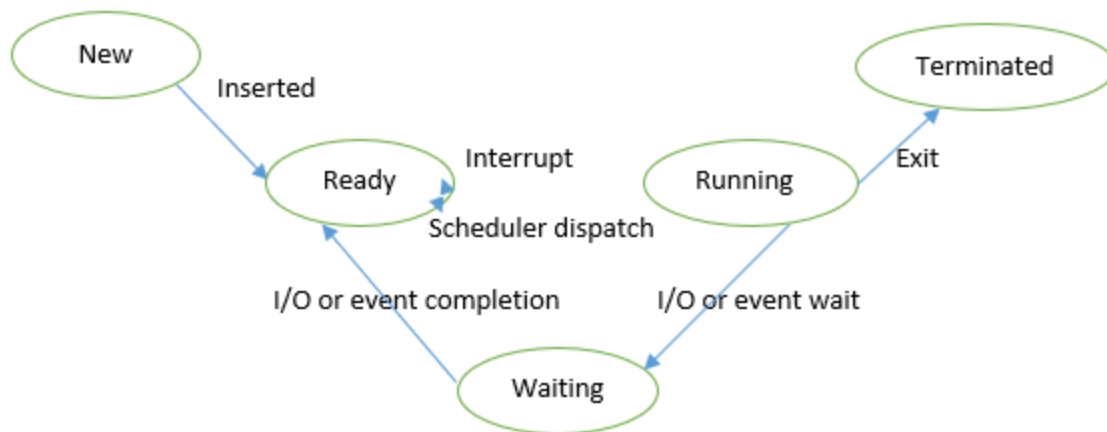 New
Terminated
Inserted
Interrupt
Exit
Ready
Running
Scheduler dispatch
I/O or event completion
I/O or event wait
Waiting